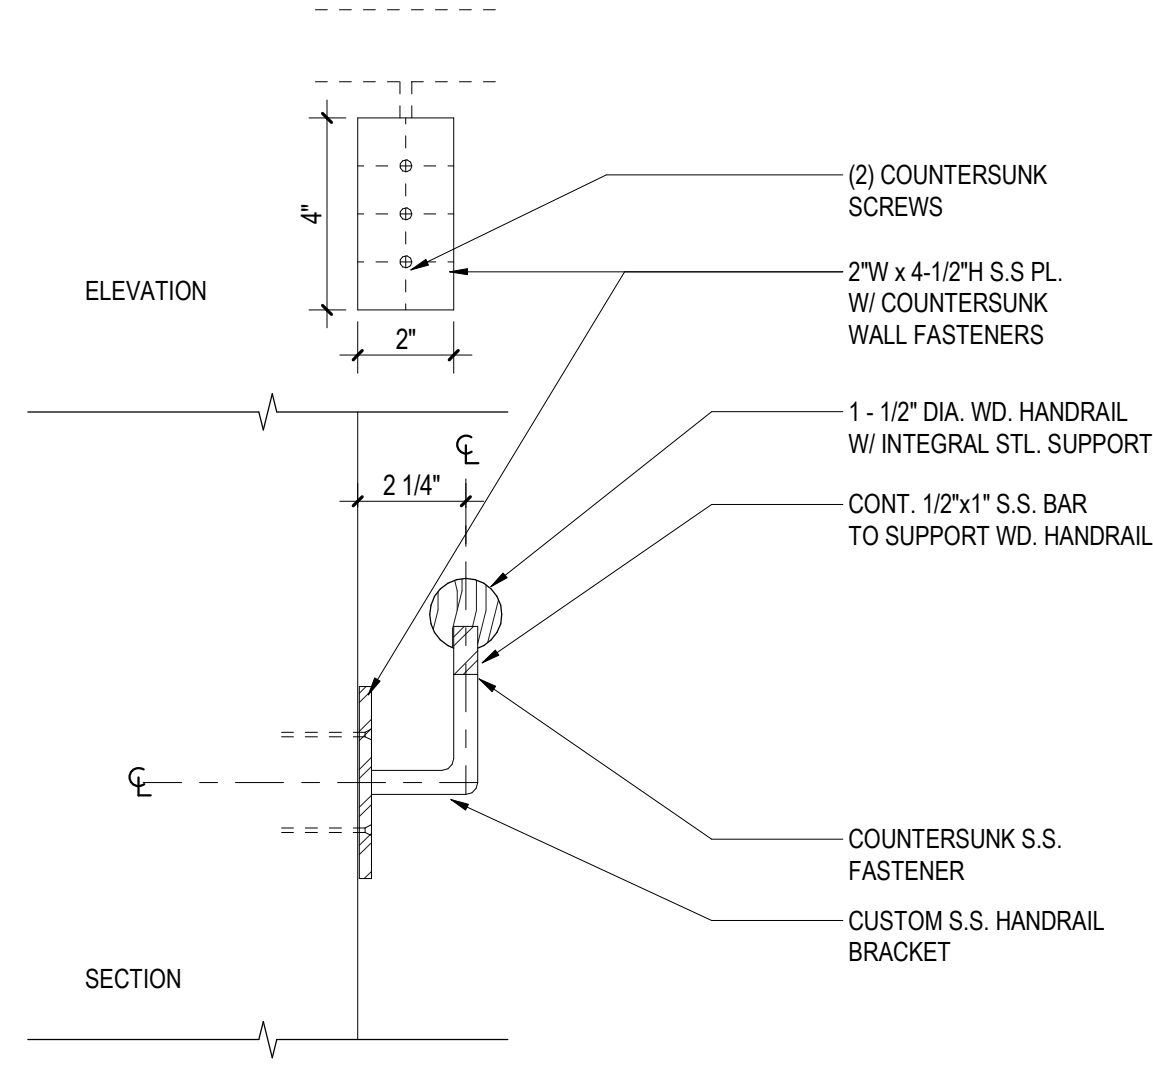 (2) COUNTERSUNK
SCREWS
4"
2"W x 4-1/2"H S.S PL.
W/ COUNTERSUNK
WALL FASTENERS
ELEVATION
2"
1 - 1/2" DIA. WD. HANDRAIL
W/ INTEGRAL STL. SUPPORT
℄
2 1/4"
CONT. 1/2"x1" S.S. BAR
TO SUPPORT WD. HANDRAIL
℄
COUNTERSUNK S.S.
FASTENER
CUSTOM S.S. HANDRAIL
BRACKET
SECTION